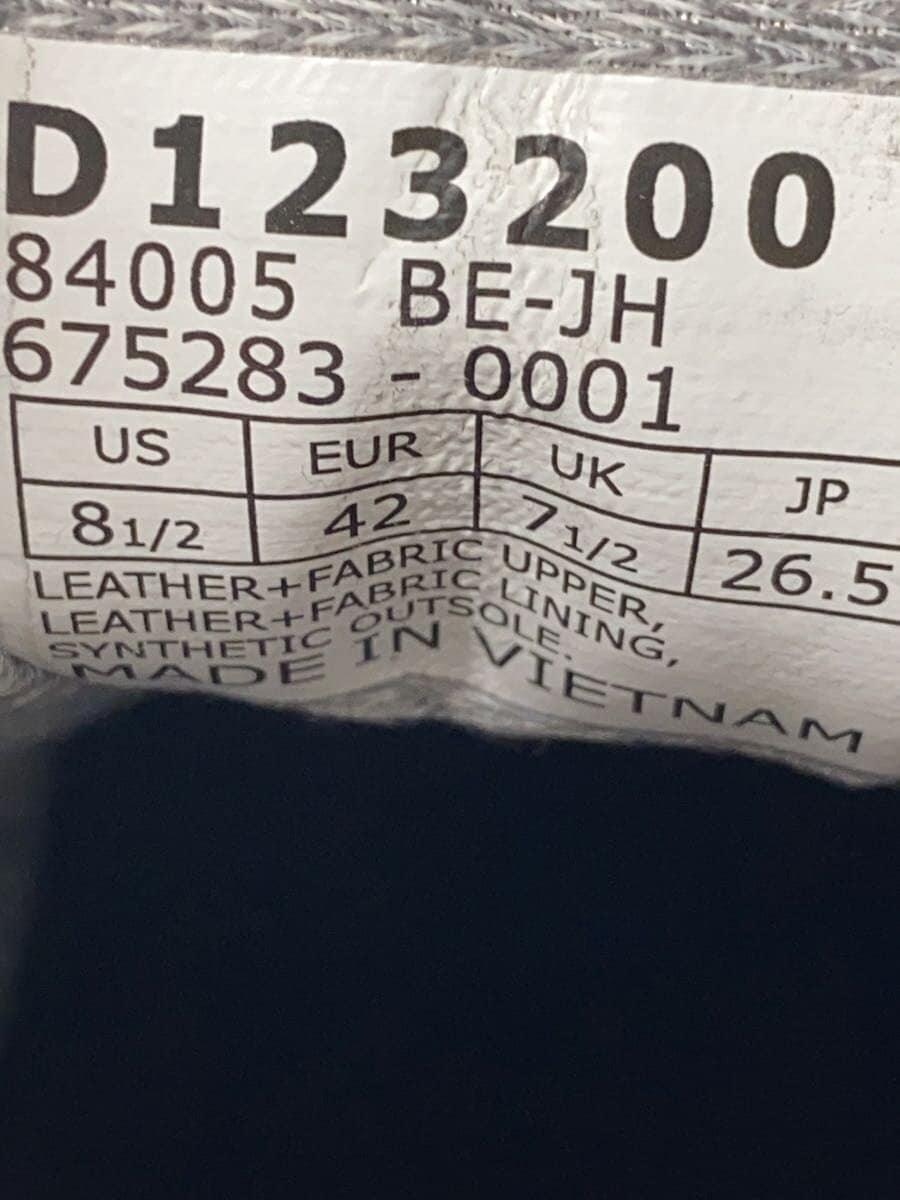 D123200
84005 BE-JH
675283 - 0001
US EUR UK JP
8 1/2 42 7 1/2 26.5
LEATHER+FABRIC UPPER,
LEATHER+FABRIC LINING,
SYNTHETIC OUTSOLE.
MADE IN VIETNAM